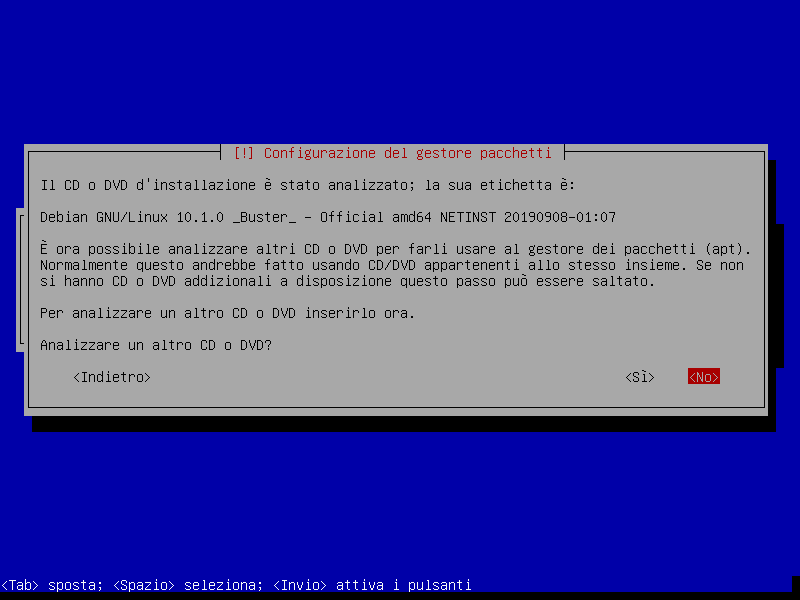 [!] Configurazione del gestore pacchetti
Il CD o DVD d'installazione è stato analizzato; la sua etichetta è:
Debian GNU/Linux 10.1.0 _Buster_ - Official amd64 NETINST 20190908-01:07
È ora possibile analizzare altri CD o DVD per farli usare al gestore dei pacchetti (apt).
Normalmente questo andrebbe fatto usando CD/DVD appartenenti allo stesso insieme. Se non
si hanno CD o DVD addizionali a disposizione questo passo può essere saltato.
Per analizzare un altro CD o DVD inserirlo ora.
Analizzare un altro CD o DVD?
<Indietro> <Sì> <No>
<Tab> sposta; <Spazio> seleziona; <Invio> attiva i pulsanti